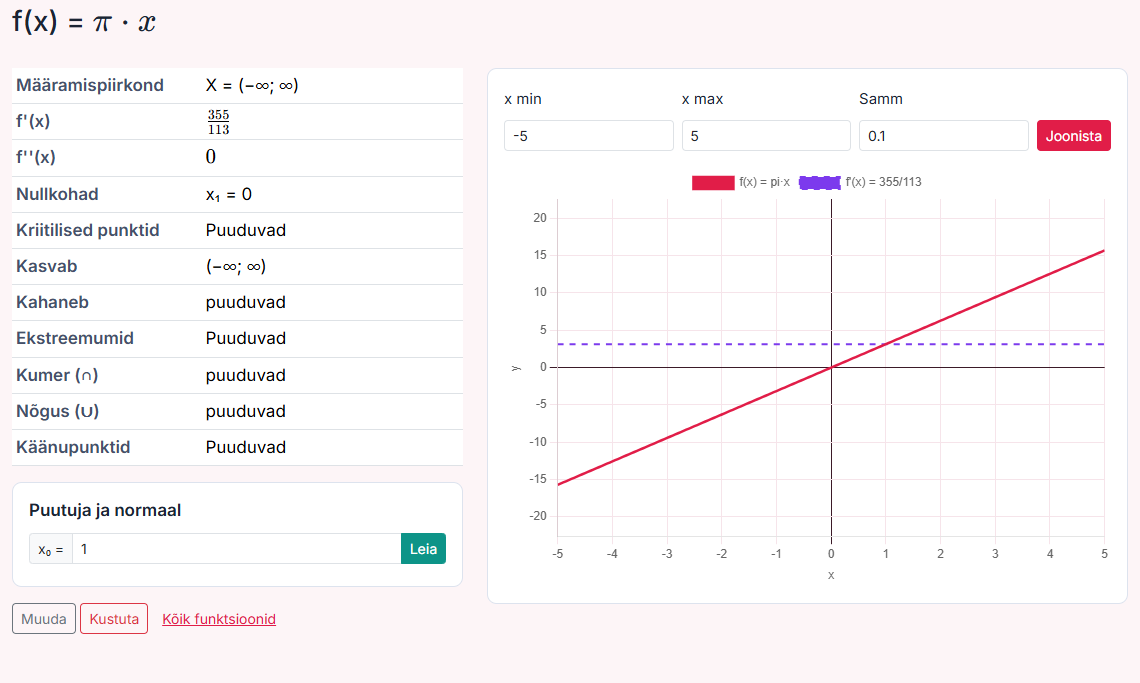 f(x) = π · x
Määramispiirkond X = (−∞; ∞)
f'(x) 355/113
f''(x) 0
Nullkohad x₁ = 0
Kriitilised punktid Puuduvad
Kasvab (−∞; ∞)
Kahaneb puuduvad
Ekstreemumid Puuduvad
Kumer (∩) puuduvad
Nõgus (∪) puuduvad
Käänupunktid Puuduvad
Puutuja ja normaal
x₀ = 1 Leia
Muuda Kustuta Kõik funktsioonid
x min x max Samm
-5 5 0.1 Joonista
f(x) = pi·x f'(x) = 355/113
20
15
10
5
0
-5
-10
-15
-20
y
-5 -4 -3 -2 -1 0 1 2 3 4 5
x